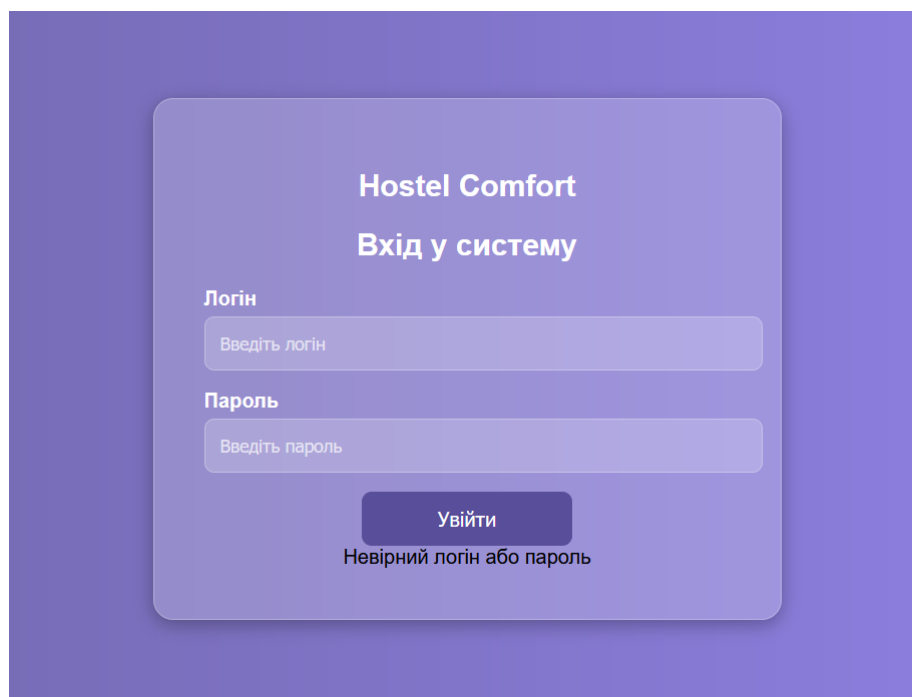 Hostel Comfort
Вхід у систему
Логін
Введіть логін
Пароль
Введіть пароль
Увійти
Невірний логін або пароль